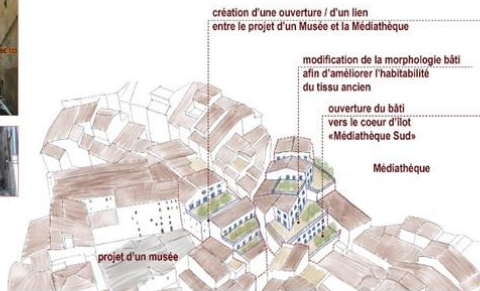 création d'une ouverture / d'un lien
entre le projet d'un Musée et la Médiathèque
modification de la morphologie bâti
afin d'améliorer l'habitabilité
du tissu ancien
ouverture du bâti
vers le coeur d'îlot
«Médiathèque Sud»
Médiathèque
projet d'un musée